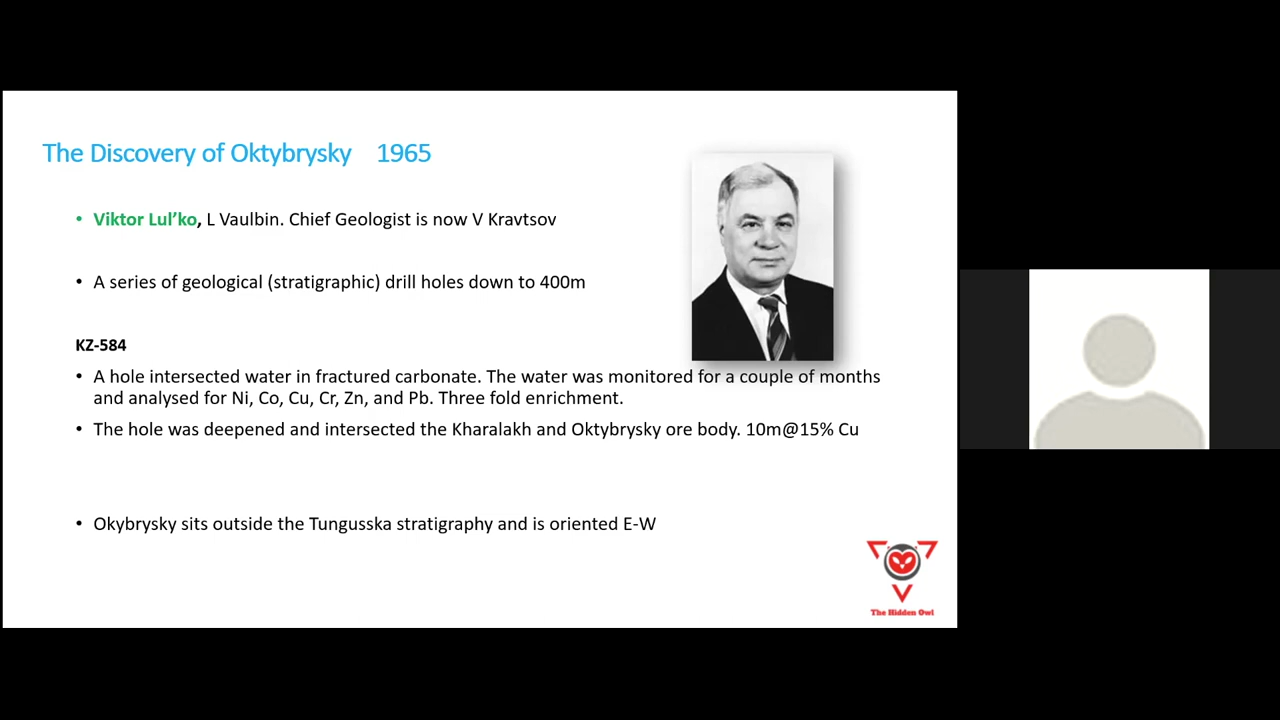 The Discovery of Oktybrysky 1965
• Viktor Lul’ko, L Vaulbin. Chief Geologist is now V Kravtsov
• A series of geological (stratigraphic) drill holes down to 400m
KZ-584
• A hole intersected water in fractured carbonate. The water was monitored for a couple of months
and analysed for Ni, Co, Cu, Cr, Zn, and Pb. Three fold enrichment.
• The hole was deepened and intersected the Kharalakh and Oktybrysky ore body. 10m@15% Cu
• Okybrysky sits outside the Tungusska stratigraphy and is oriented E-W
The Hidden Owl